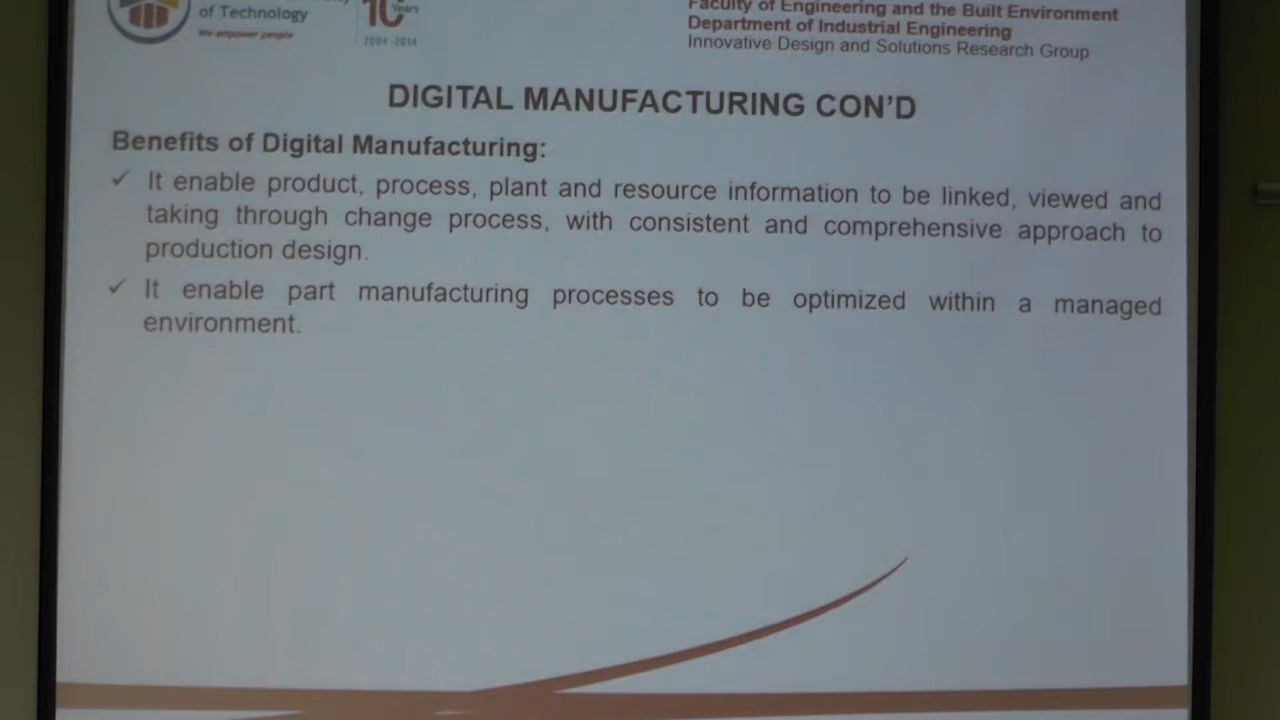 of Technology
We empower people
10 Years
2004 - 2014
Faculty of Engineering and the Built Environment
Department of Industrial Engineering
Innovative Design and Solutions Research Group
DIGITAL MANUFACTURING CON'D
Benefits of Digital Manufacturing:
✓ It enable product, process, plant and resource information to be linked, viewed and
taking through change process, with consistent and comprehensive approach to
production design.
✓ It enable part manufacturing processes to be optimized within a managed
environment.